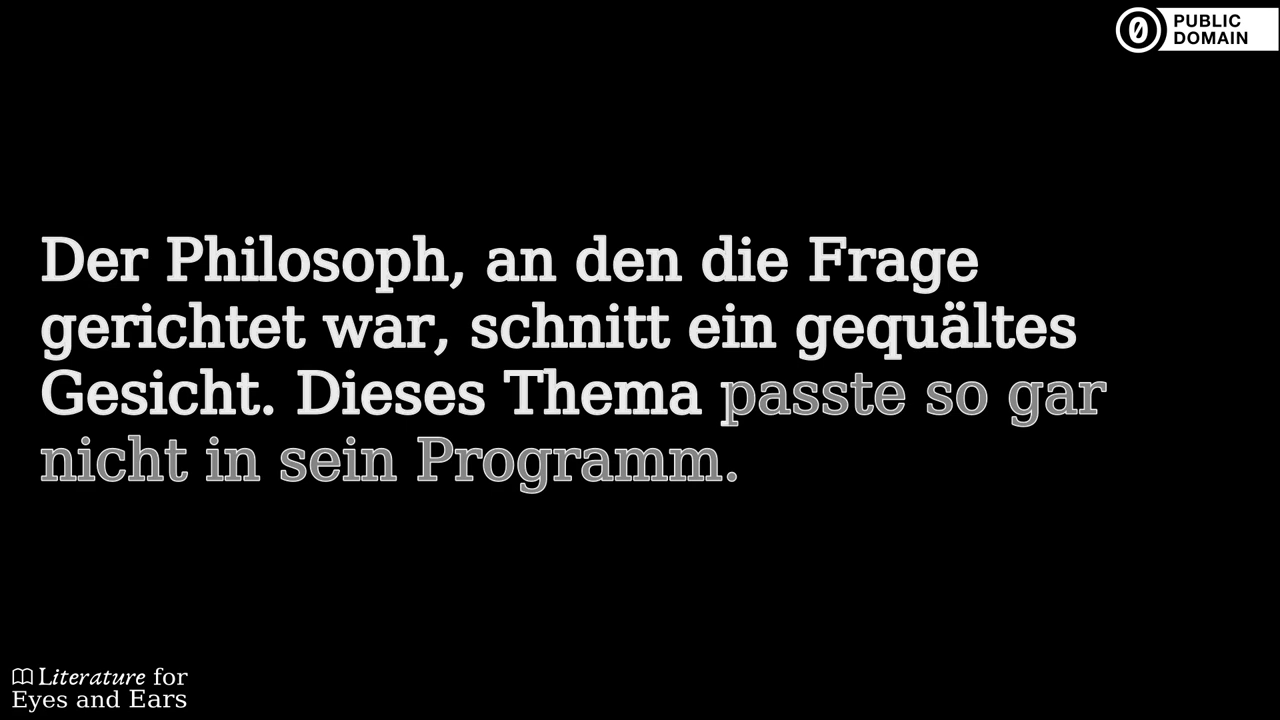 PUBLIC
DOMAIN
Der Philosoph, an den die Frage
gerichtet war, schnitt ein gequältes
Gesicht. Dieses Thema passte so gar
nicht in sein Programm.
Literature for
Eyes and Ears